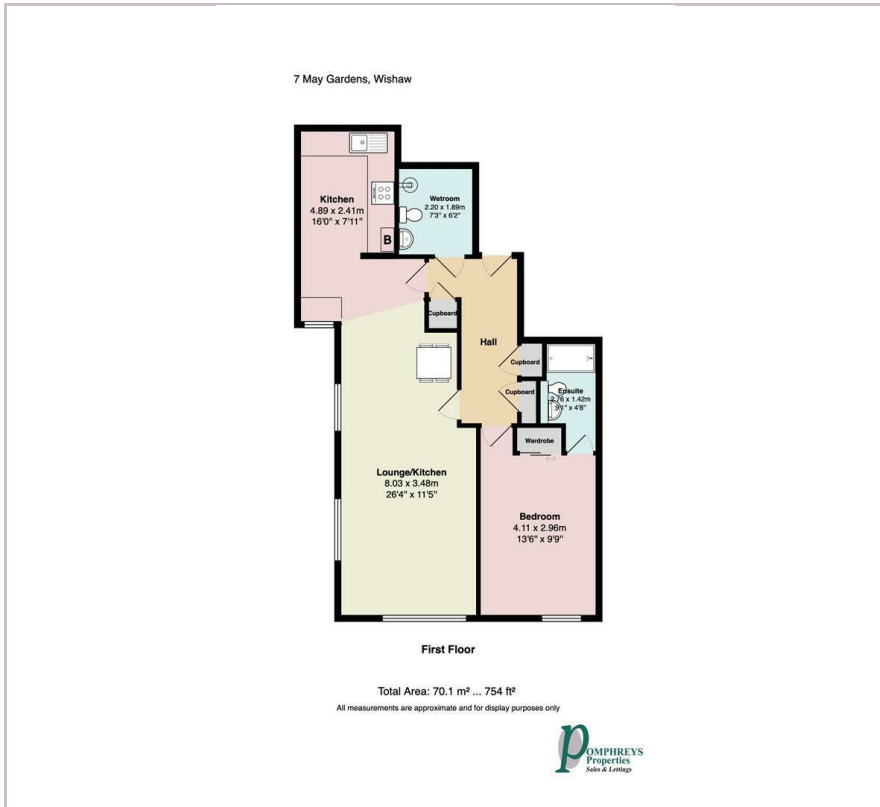 7 May Gardens, Wishaw
Kitchen
4.89 x 2.41m
16'0" x 7'11"
B
Wetroom
2.20 x 1.89m
7'3" x 6'2"
Cupboard
Hall
Cupboard
Cupboard
Ensuite
2.76 x 1.42m
9'1" x 4'8"
Wardrobe
Lounge/Kitchen
8.03 x 3.48m
26'4" x 11'5"
Bedroom
4.11 x 2.96m
13'6" x 9'9"
First Floor
Total Area: 70.1 m² ... 754 ft²
All measurements are approximate and for display purposes only
POMPHREYS
Properties
Sales & Lettings